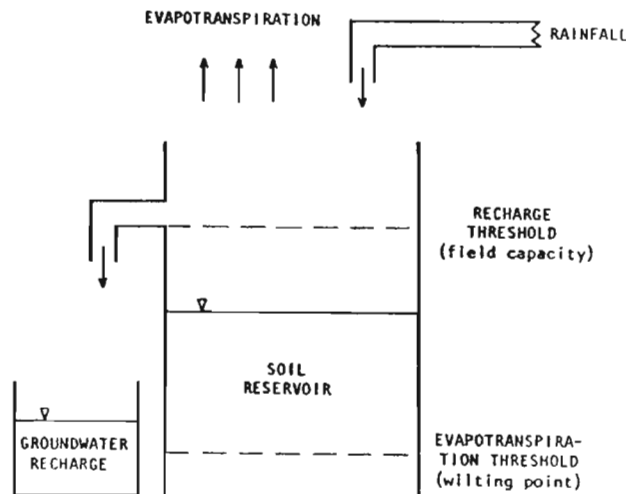 EVAPOTRANSPIRATION
RAINFALL
RECHARGE
THRESHOLD
(field capacity)
SOIL
RESERVOIR
GROUNDWATER
RECHARGE
EVAPOTRANSPIRA-
TION THRESHOLD
(wilting point)